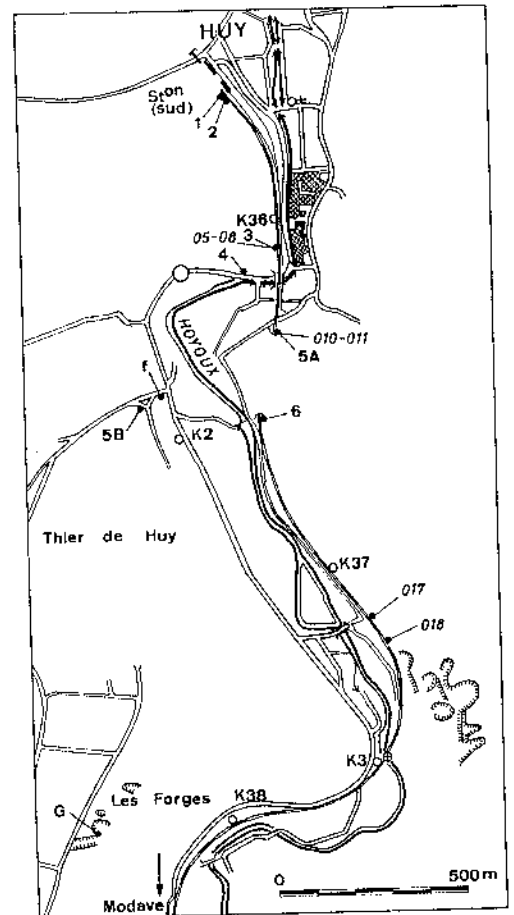 HUY
Ston
(sud)
1
2
K36
05-08
3
4
HOYOUX
010-011
5A
f
6
5B
K2
Thier de Huy
K37
017
018
K3
Les Forges
K38
G
0
500m
Modave